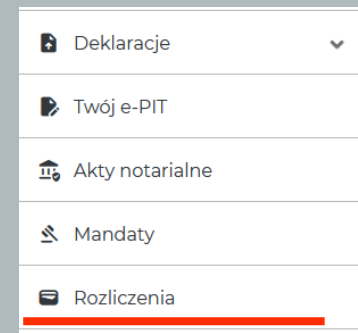 Deklaracje
Twój e-PIT
Akty notarialne
Mandaty
Rozliczenia